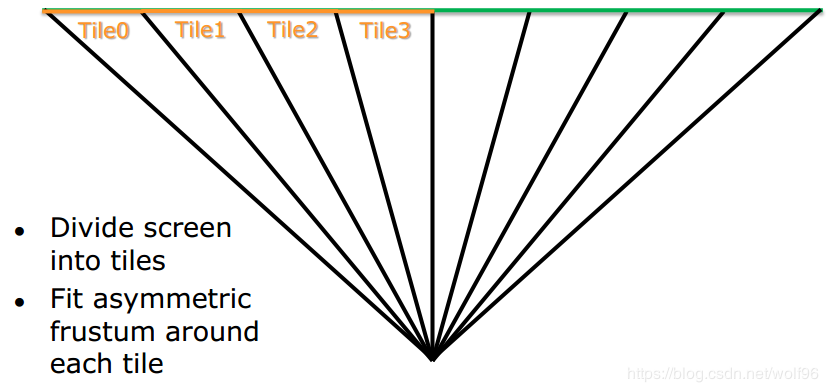 Tile0 Tile1 Tile2 Tile3
• Divide screen
into tiles
• Fit asymmetric
frustum around
each tile
https://blog.csdn.net/wolf96